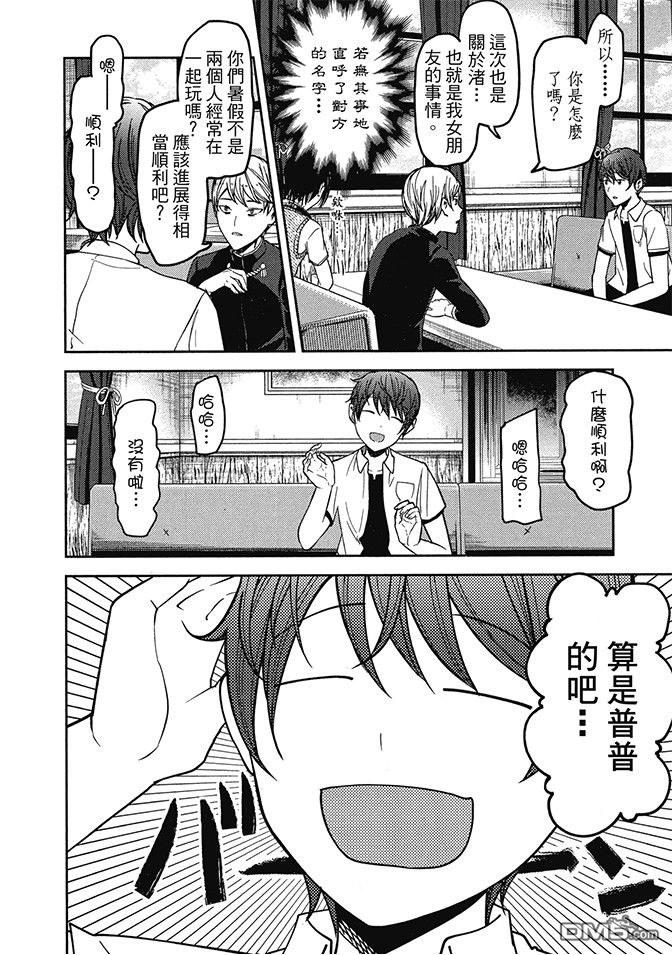 所以……
你是怎麼
了嗎？
這次也是
關於渚…
也就是我女朋
友的事情。
若無其事地
直呼了對方
的名字…
你們暑假不是
兩個人經常在
一起玩嗎？
應該進展得相
當順利吧？
嗯——順利——？
什麼順利啊？
嗯哈哈…
哈哈…
沒有啦…
算是普普
的吧…